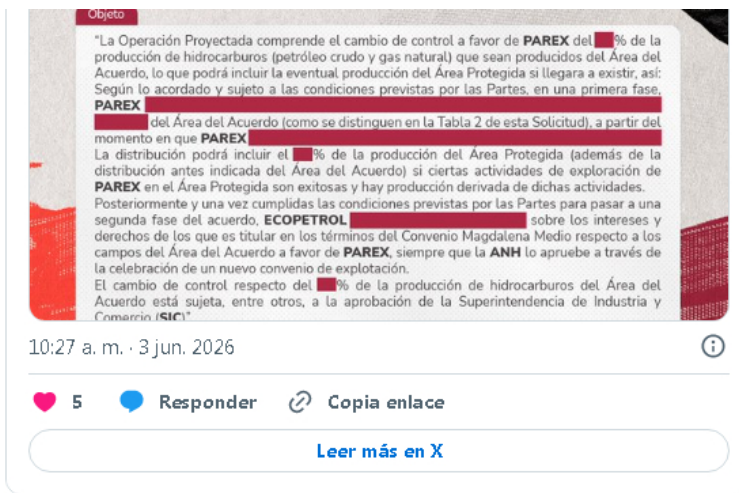 Objeto
“La Operación Proyectada comprende el cambio de control a favor de PAREX del % de la
producción de hidrocarburos (petróleo crudo y gas natural) que sean producidos del Área del
Acuerdo, lo que podrá incluir la eventual producción del Área Protegida si llegara a existir, así:
Según lo acordado y sujeto a las condiciones previstas por las Partes, en una primera fase,
PAREX
del Área del Acuerdo (como se distinguen en la Tabla 2 de esta Solicitud), a partir del
momento en que PAREX
La distribución podrá incluir el % de la producción del Área Protegida (además de la
distribución antes indicada del Área del Acuerdo) si ciertas actividades de exploración de
PAREX en el Área Protegida son exitosas y hay producción derivada de dichas actividades.
Posteriormente y una vez cumplidas las condiciones previstas por las Partes para pasar a una
segunda fase del acuerdo, ECOPETROL sobre los intereses y
derechos de los que es titular en los términos del Convenio Magdalena Medio respecto a los
campos del Área del Acuerdo a favor de PAREX, siempre que la ANH lo apruebe a través de
la celebración de un nuevo convenio de explotación.
El cambio de control respecto del % de la producción de hidrocarburos del Área del
Acuerdo está sujeta, entre otros, a la aprobación de la Superintendencia de Industria y
Comercio (SIC)”
10:27 a. m. · 3 jun. 2026
5 Responder Copia enlace
Leer más en X